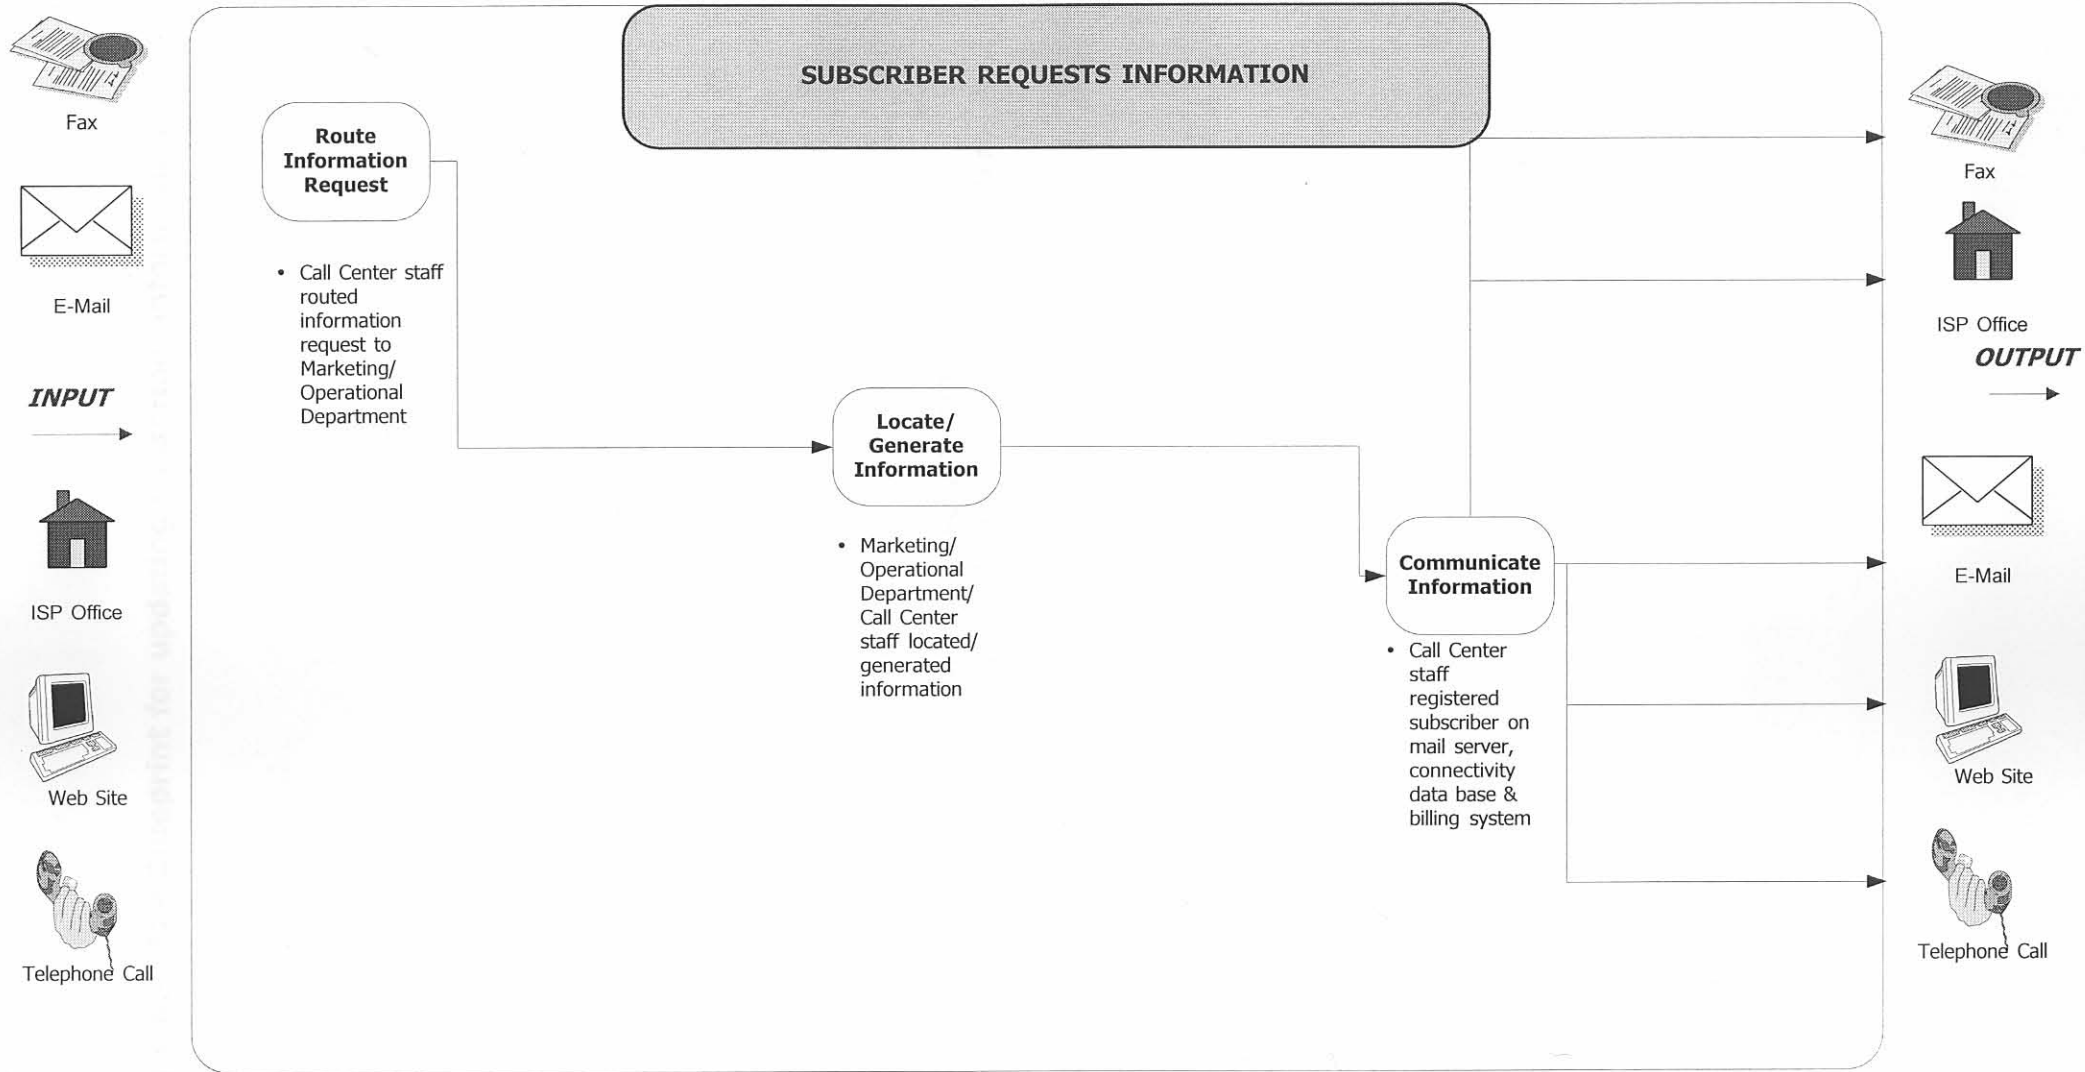 SUBSCRIBER REQUESTS INFORMATION
Fax
E-Mail
INPUT
ISP Office
Web Site
Telephone Call
Route
Information
Request
• Call Center staff
routed
information
request to
Marketing/
Operational
Department
Locate/
Generate
Information
• Marketing/
Operational
Department/
Call Center
staff located/
generated
information
Communicate
Information
• Call Center
staff
registered
subscriber on
mail server,
connectivity
data base &
billing system
Fax
ISP Office
OUTPUT
E-Mail
Web Site
Telephone Call